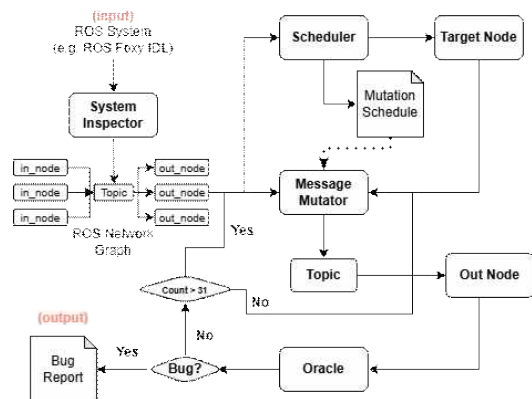 (input)
ROS System
(e.g. ROS Foxy IDL)
Scheduler
Target Node
System
Inspector
Mutation
Schedule
in_node
out_node
in_node
Topic
out_node
in_node
out_node
Message
Mutator
ROS Network
Graph
Yes
Topic
Out Node
Count > 31
No
(output)
No
Bug
Report
Yes
Bug?
Oracle